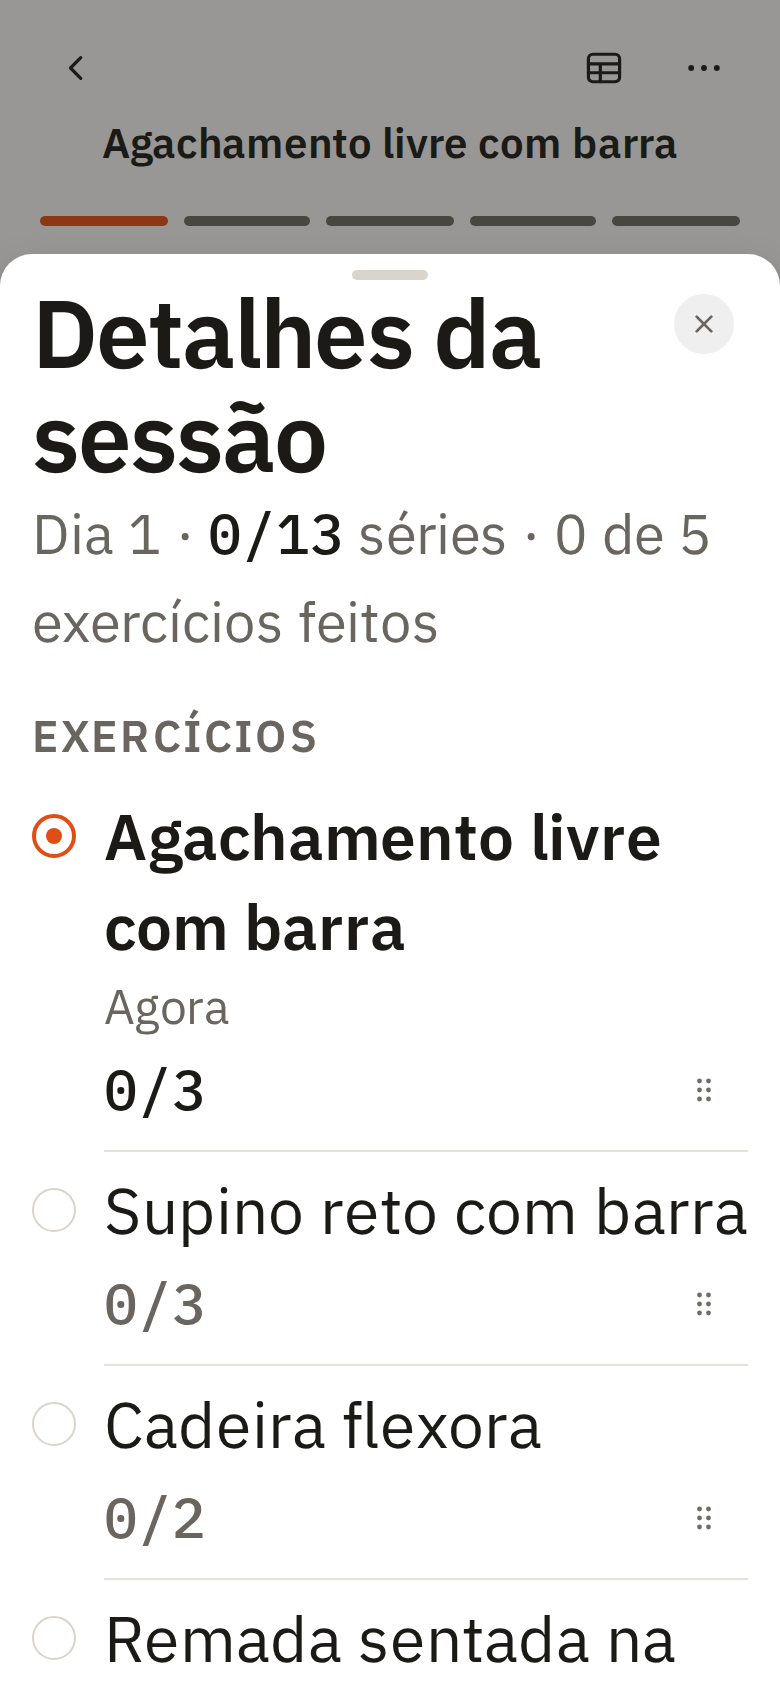 Agachamento livre com barra
Detalhes da
sessão
Dia 1 · 0/13 séries · 0 de 5
exercícios feitos
EXERCÍCIOS
Agachamento livre
com barra
Agora
0/3
Supino reto com barra
0/3
Cadeira flexora
0/2
Remada sentada na